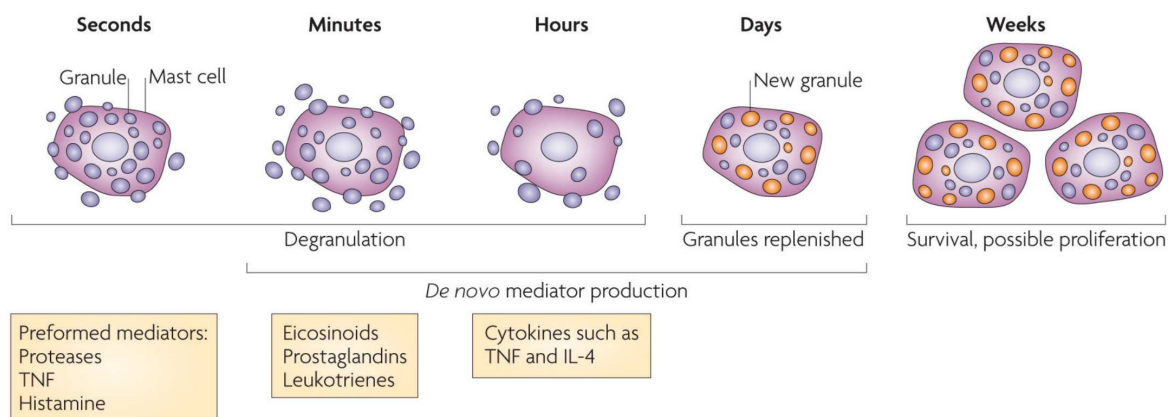 Seconds
Minutes
Hours
Days
Weeks
Granule
Mast cell
New granule
Degranulation
Granules replenished
Survival, possible proliferation
De novo mediator production
Preformed mediators:
Proteases
TNF
Histamine
Eicosinoids
Prostaglandins
Leukotrienes
Cytokines such as
TNF and IL-4